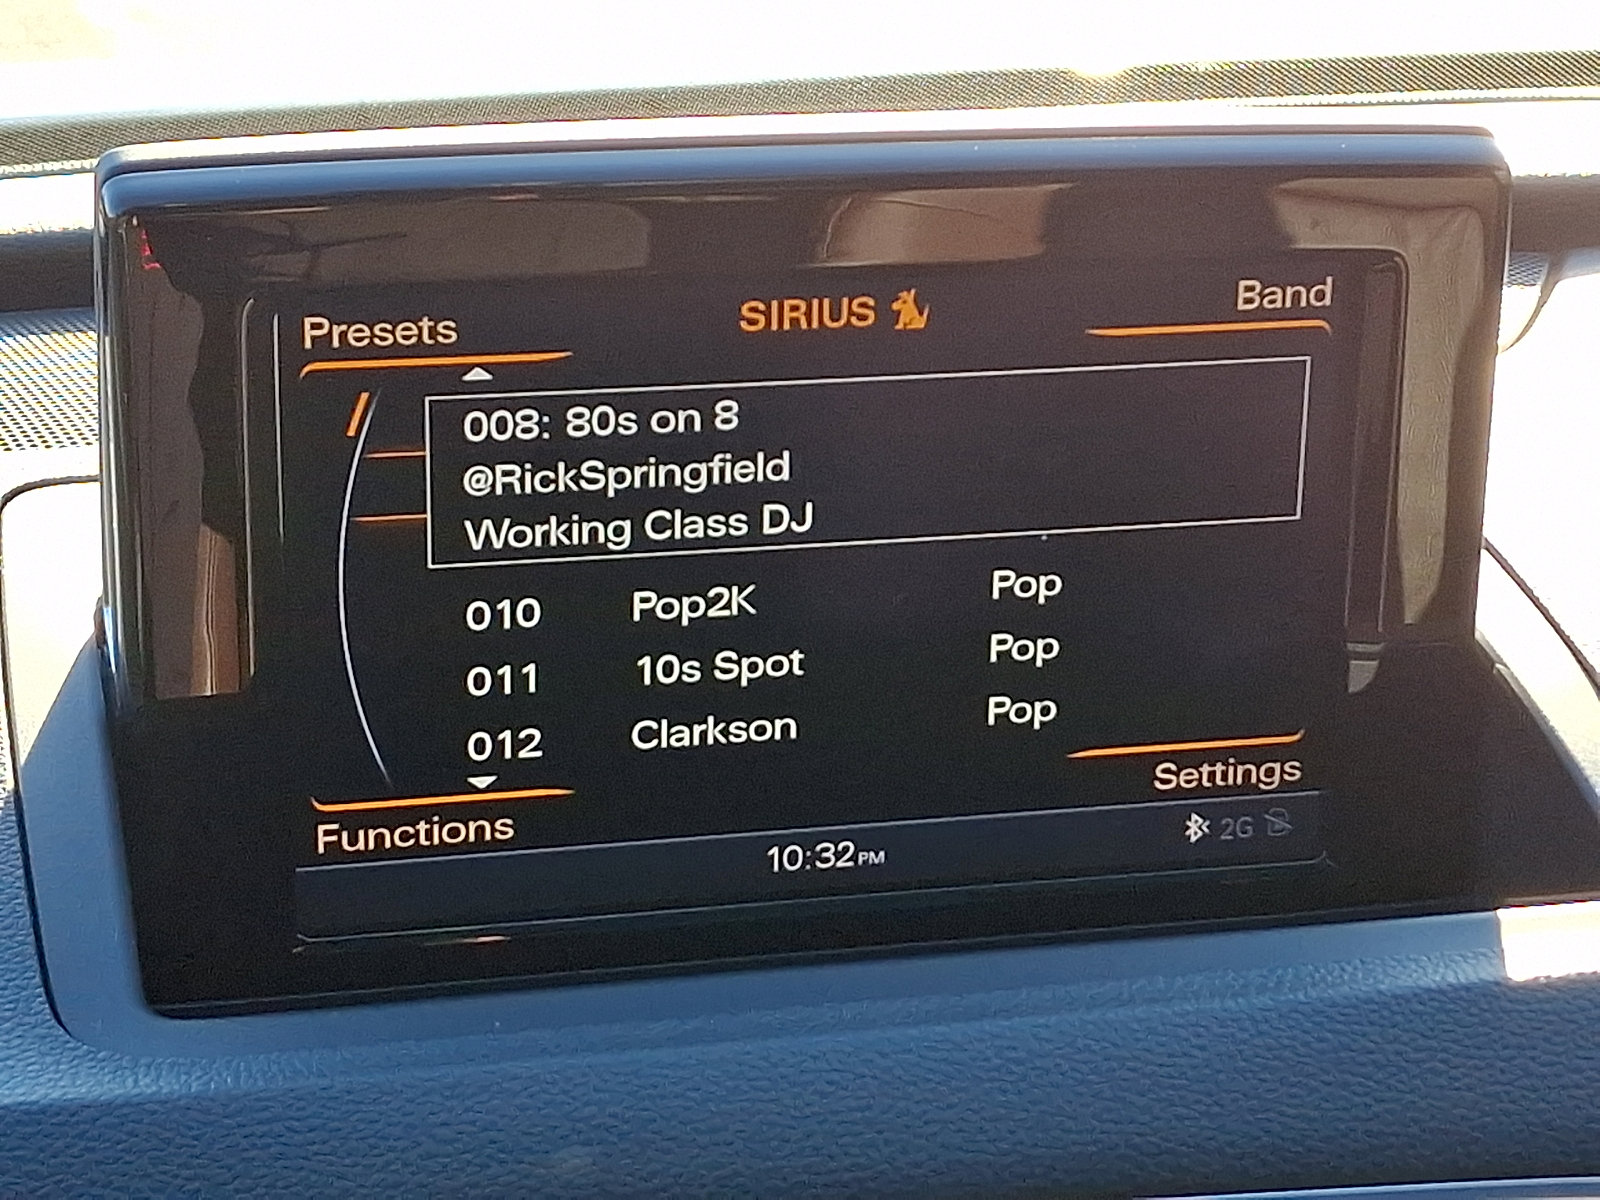 Presets
SIRIUS
Band
008: 80s on 8
@RickSpringfield
Working Class DJ
010 Pop2K Pop
011 10s Spot Pop
012 Clarkson Pop
Settings
Functions
10:32PM
2G